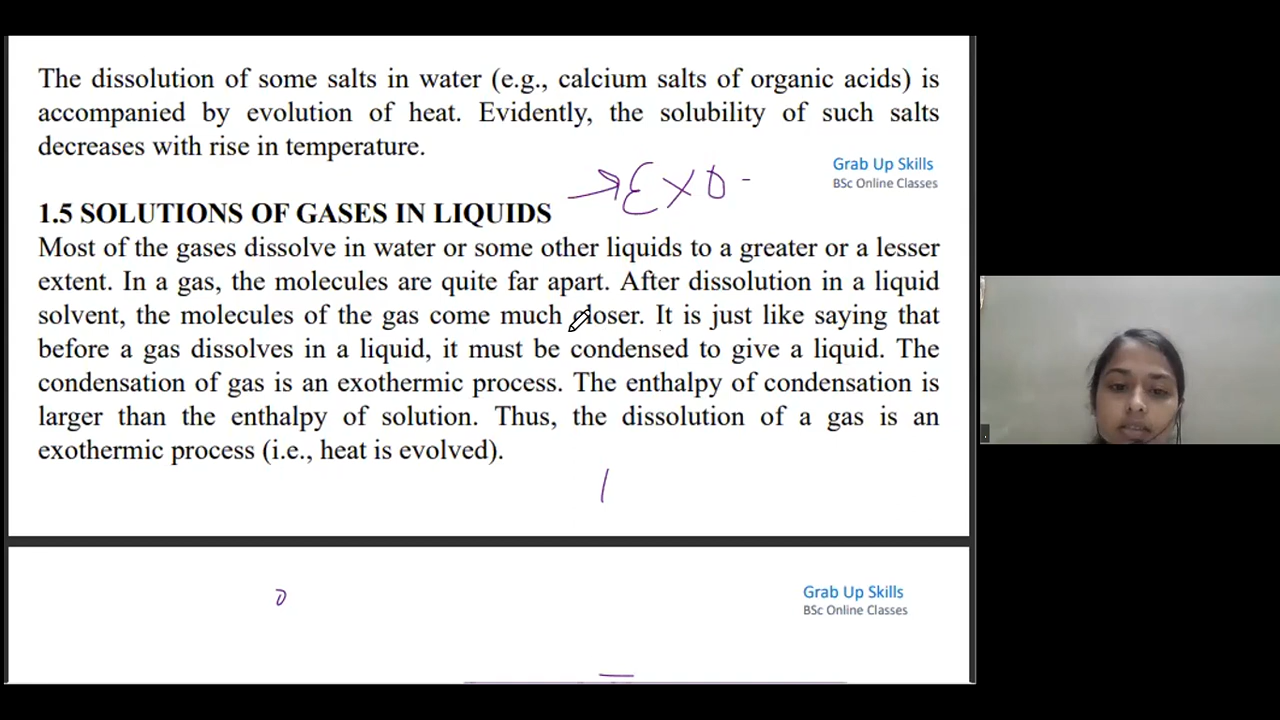 The dissolution of some salts in water (e.g., calcium salts of organic acids) is
accompanied by evolution of heat. Evidently, the solubility of such salts
decreases with rise in temperature.
Grab Up Skills
BSc Online Classes
→ EXO -
1.5 SOLUTIONS OF GASES IN LIQUIDS
Most of the gases dissolve in water or some other liquids to a greater or a lesser
extent. In a gas, the molecules are quite far apart. After dissolution in a liquid
solvent, the molecules of the gas come much closer. It is just like saying that
before a gas dissolves in a liquid, it must be condensed to give a liquid. The
condensation of gas is an exothermic process. The enthalpy of condensation is
larger than the enthalpy of solution. Thus, the dissolution of a gas is an
exothermic process (i.e., heat is evolved).
Grab Up Skills
BSc Online Classes